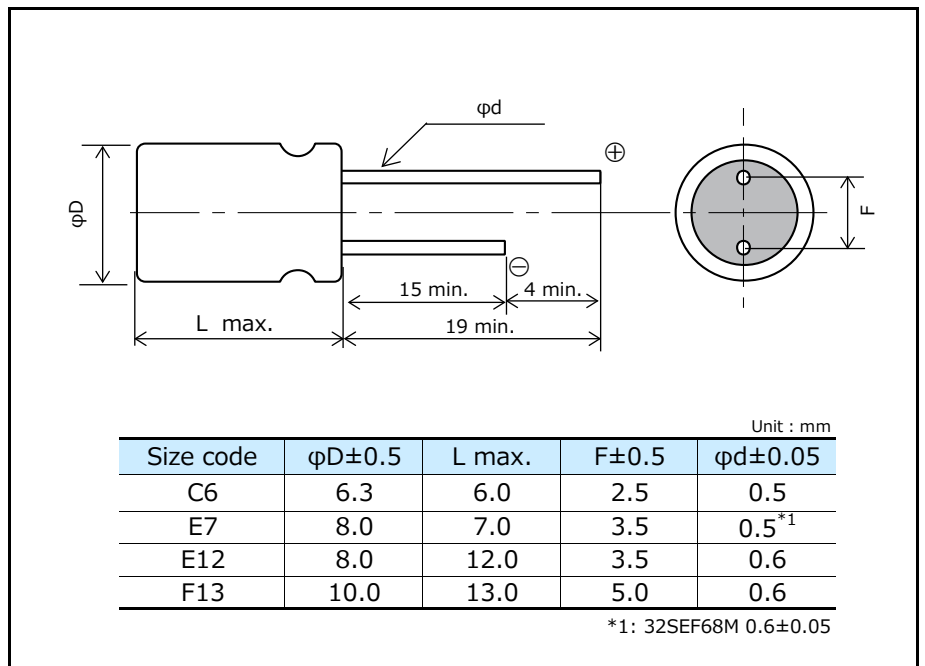 φd
⊕
φD
F
⊖
15 min.
4 min.
L max.
19 min.
Unit : mm
Size code φD±0.5 L max. F±0.5 φd±0.05
C6 6.3 6.0 2.5 0.5
E7 8.0 7.0 3.5 0.5*1
E12 8.0 12.0 3.5 0.6
F13 10.0 13.0 5.0 0.6
*1: 32SEF68M 0.6±0.05